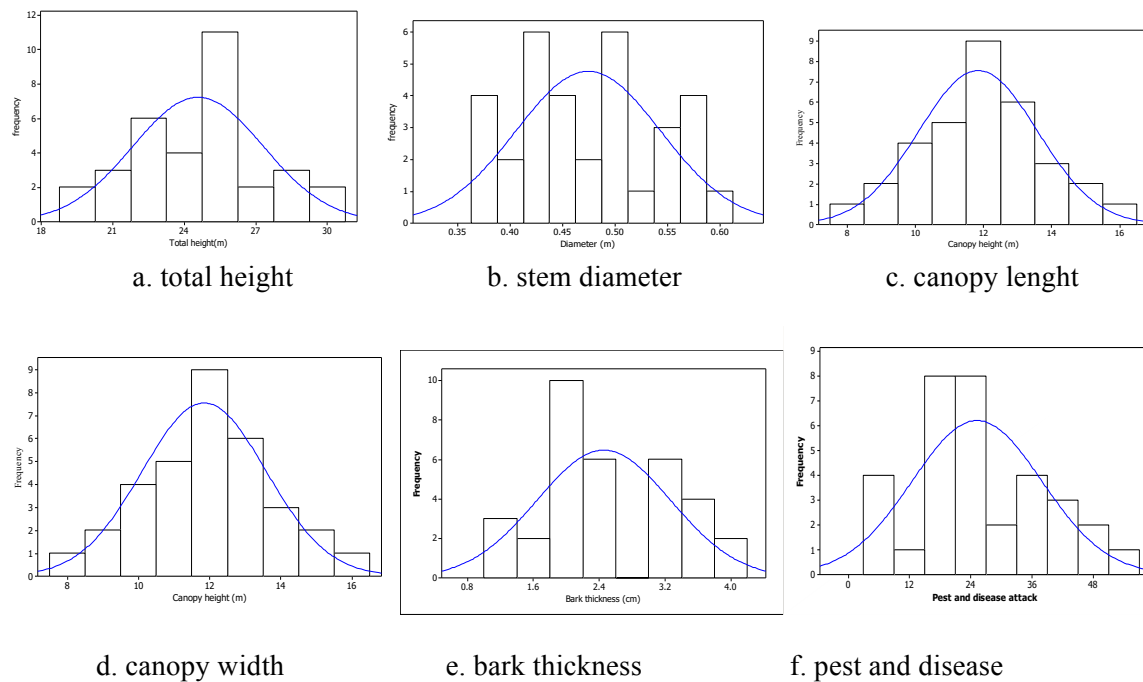 12
10
8
6
4
2
0
frequency
18 21 24 27 30
Total height(m)
a. total height
6
5
4
3
2
1
0
frequency
0.35 0.40 0.45 0.50 0.55 0.60
Diameter (m)
b. stem diameter
9
8
7
6
5
4
3
2
1
0
Frequency
8 10 12 14 16
Canopy height (m)
c. canopy lenght
9
8
7
6
5
4
3
2
1
0
Frequency
8 10 12 14 16
Canopy height (m)
d. canopy width
10
8
6
4
2
0
Frequency
0.8 1.6 2.4 3.2 4.0
Bark thickness (cm)
e. bark thickness
9
8
7
6
5
4
3
2
1
0
Frequency
0 12 24 36 48
Pest and disease attack
f. pest and disease